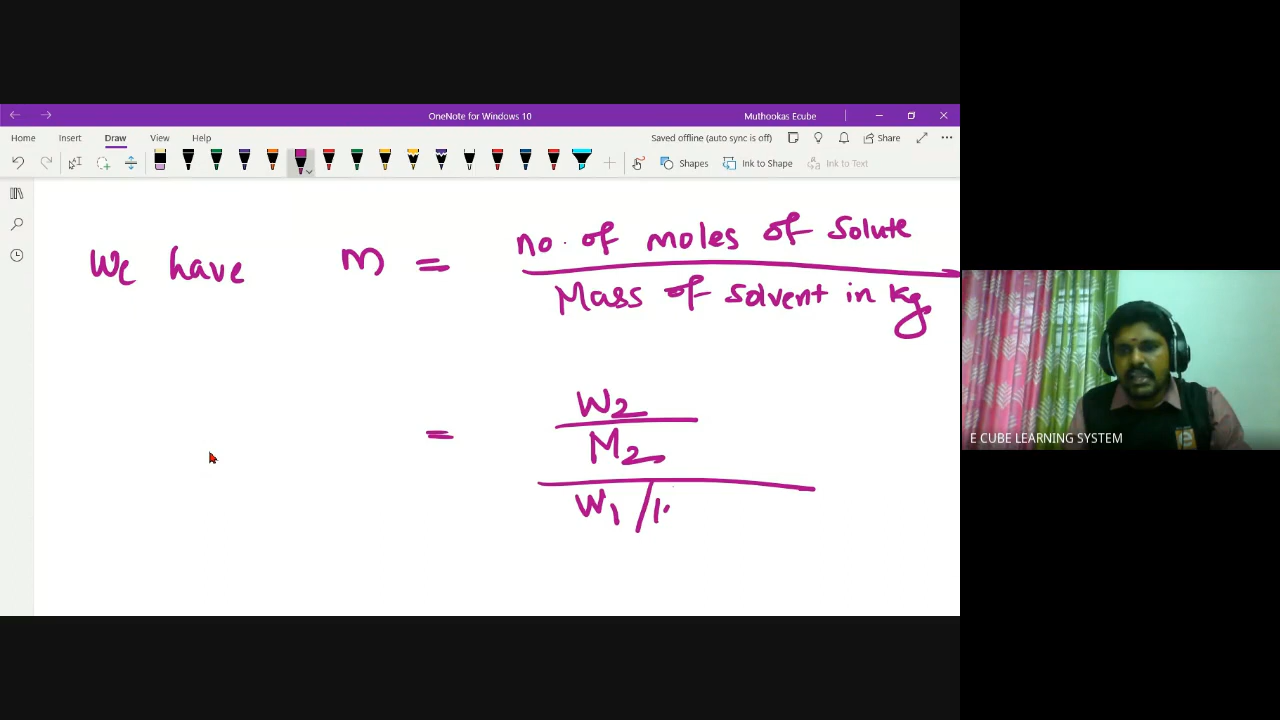 OneNote for Windows 10
Muthookas Ecube
Home Insert Draw View Help
Saved offline (auto sync is off)
Share
Shapes
Ink to Shape
Ink to Text
We have m = no. of moles of solute
Mass of solvent in kg
= W2
M2
W1 /
E CUBE LEARNING SYSTEM